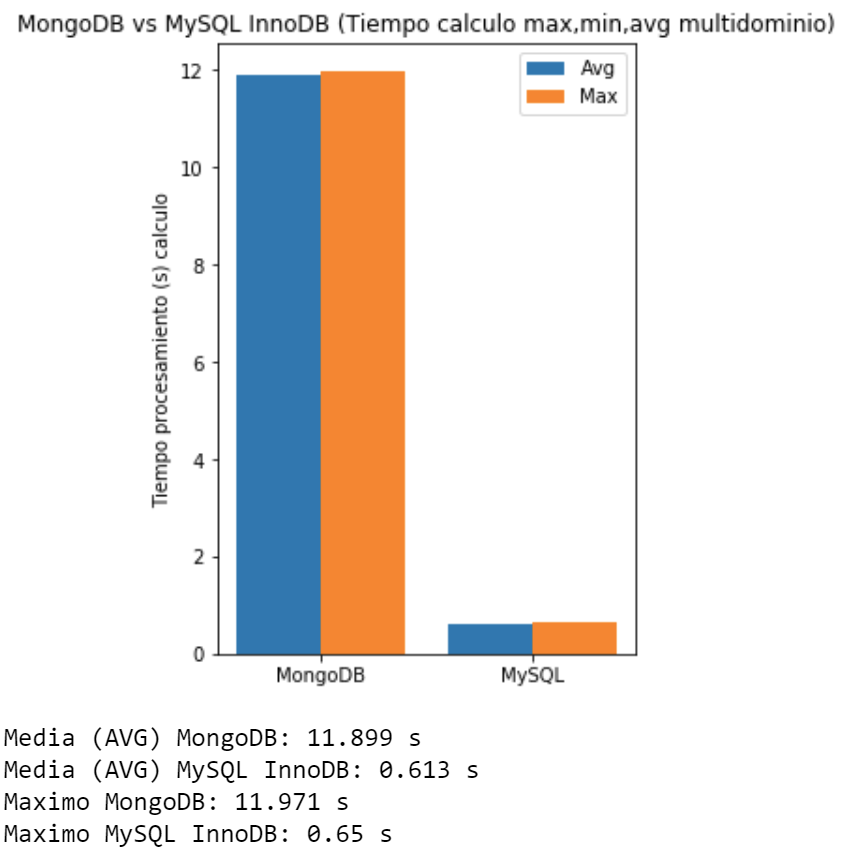 MongoDB vs MySQL InnoDB (Tiempo calculo max,min,avg multidominio)
Avg
Max
12
10
8
6
4
2
0
Tiempo procesamiento (s) calculo
MongoDB
MySQL
Media (AVG) MongoDB: 11.899 s
Media (AVG) MySQL InnoDB: 0.613 s
Maximo MongoDB: 11.971 s
Maximo MySQL InnoDB: 0.65 s